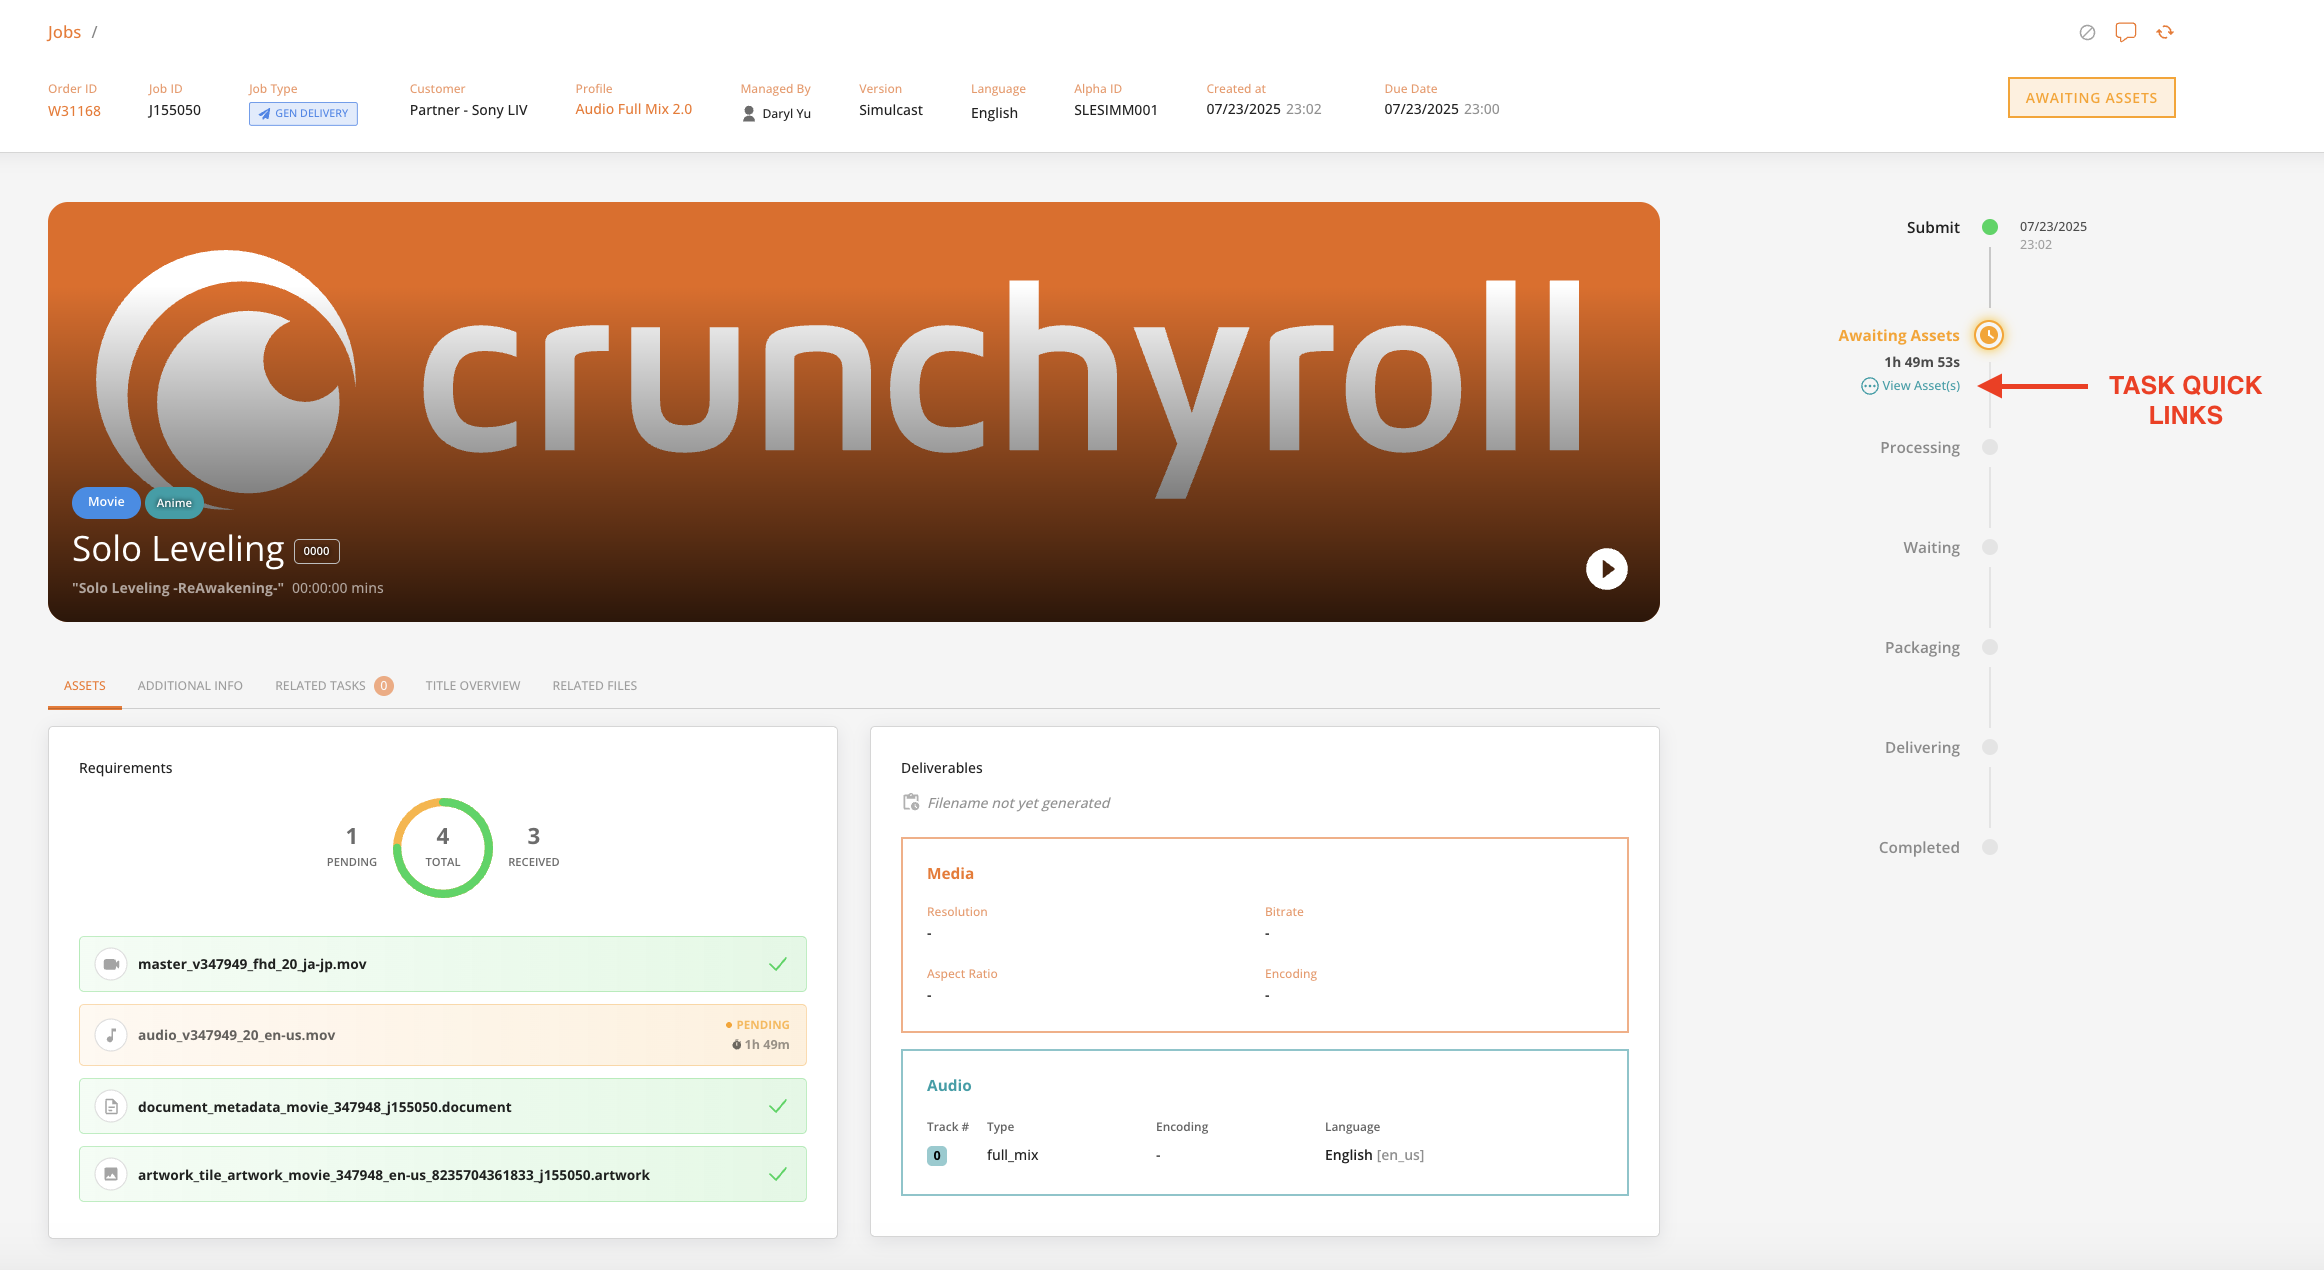 Jobs /
Order ID
W31168
Job ID
J155050
Job Type
GEN DELIVERY
Customer
Partner - Sony LIV
Profile
Audio Full Mix 2.0
Managed By
Daryl Yu
Version
Simulcast
Language
English
Alpha ID
SLESIMM001
Created at
07/23/2025 23:02
Due Date
07/23/2025 23:00
AWAITING ASSETS
crunchyroll
Movie
Anime
Solo Leveling 0000
"Solo Leveling -ReAwakening-" 00:00:00 mins
Submit
07/23/2025
23:02
Awaiting Assets
1h 49m 53s
View Asset(s)
TASK QUICK
LINKS
Processing
Waiting
Packaging
Delivering
Completed
ASSETS
ADDITIONAL INFO
RELATED TASKS 0
TITLE OVERVIEW
RELATED FILES
Requirements
1
PENDING
4
TOTAL
3
RECEIVED
master_v347949_fhd_20_ja-jp.mov
audio_v347949_20_en-us.mov
PENDING
1h 49m
document_metadata_movie_347948_j155050.document
artwork_tile_artwork_movie_347948_en-us_8235704361833_j155050.artwork
Deliverables
Filename not yet generated
Media
Resolution
-
Bitrate
-
Aspect Ratio
-
Encoding
-
Audio
Track # Type Encoding Language
0 full_mix - English [en_us]